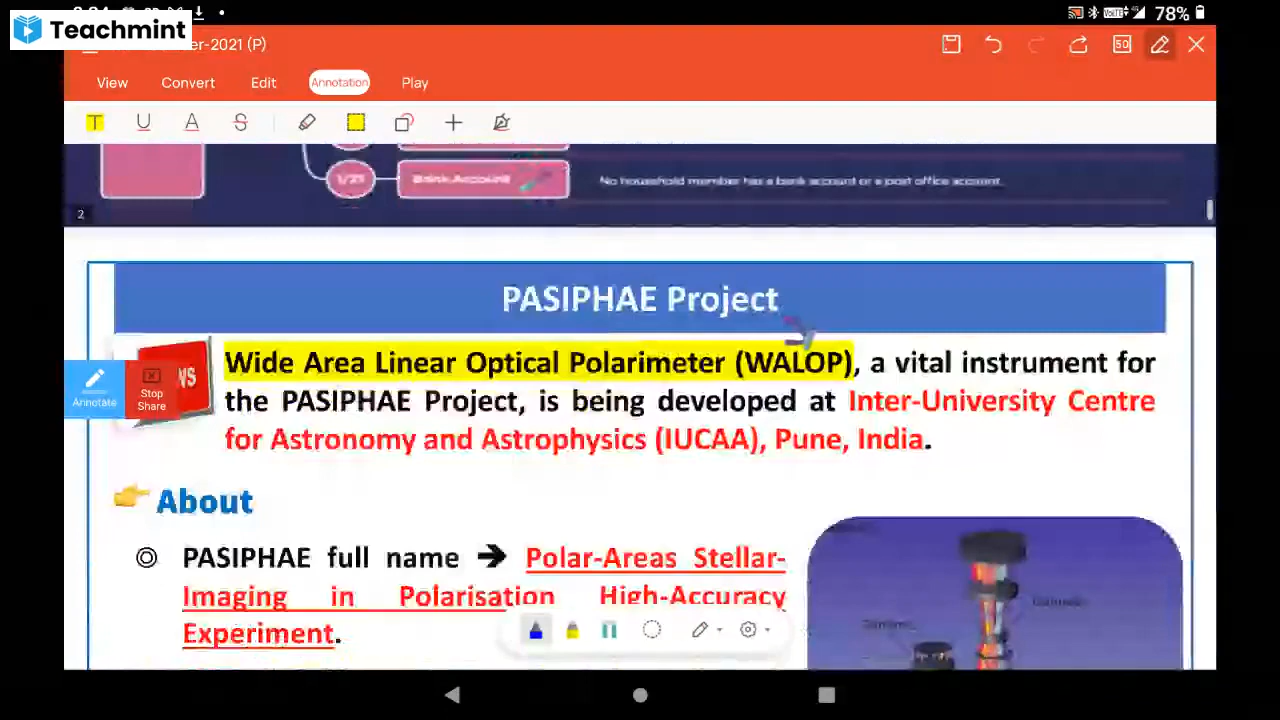 Teachmint
78%
er-2021 (P)
50
View Convert Edit Annotation Play
T U A S
1/21 Bank Account No household member has a bank account or a post office account.
2
PASIPHAE Project
Wide Area Linear Optical Polarimeter (WALOP), a vital instrument for
the PASIPHAE Project, is being developed at Inter-University Centre
for Astronomy and Astrophysics (IUCAA), Pune, India.
Annotate
Stop
Share
About
PASIPHAE full name ➔ Polar-Areas Stellar-
Imaging in Polarisation High-Accuracy
Experiment.